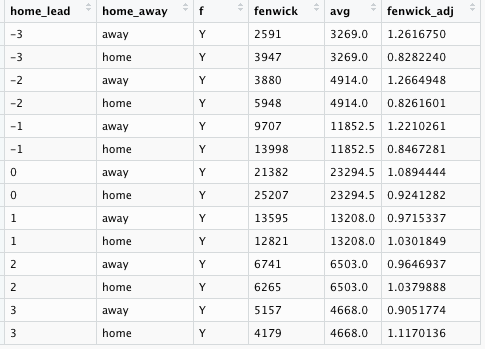 home_lead home_away f fenwick avg fenwick_adj
-3 away Y 2591 3269.0 1.2616750
-3 home Y 3947 3269.0 0.8282240
-2 away Y 3880 4914.0 1.2664948
-2 home Y 5948 4914.0 0.8261601
-1 away Y 9707 11852.5 1.2210261
-1 home Y 13998 11852.5 0.8467281
0 away Y 21382 23294.5 1.0894444
0 home Y 25207 23294.5 0.9241282
1 away Y 13595 13208.0 0.9715337
1 home Y 12821 13208.0 1.0301849
2 away Y 6741 6503.0 0.9646937
2 home Y 6265 6503.0 1.0379888
3 away Y 5157 4668.0 0.9051774
3 home Y 4179 4668.0 1.1170136